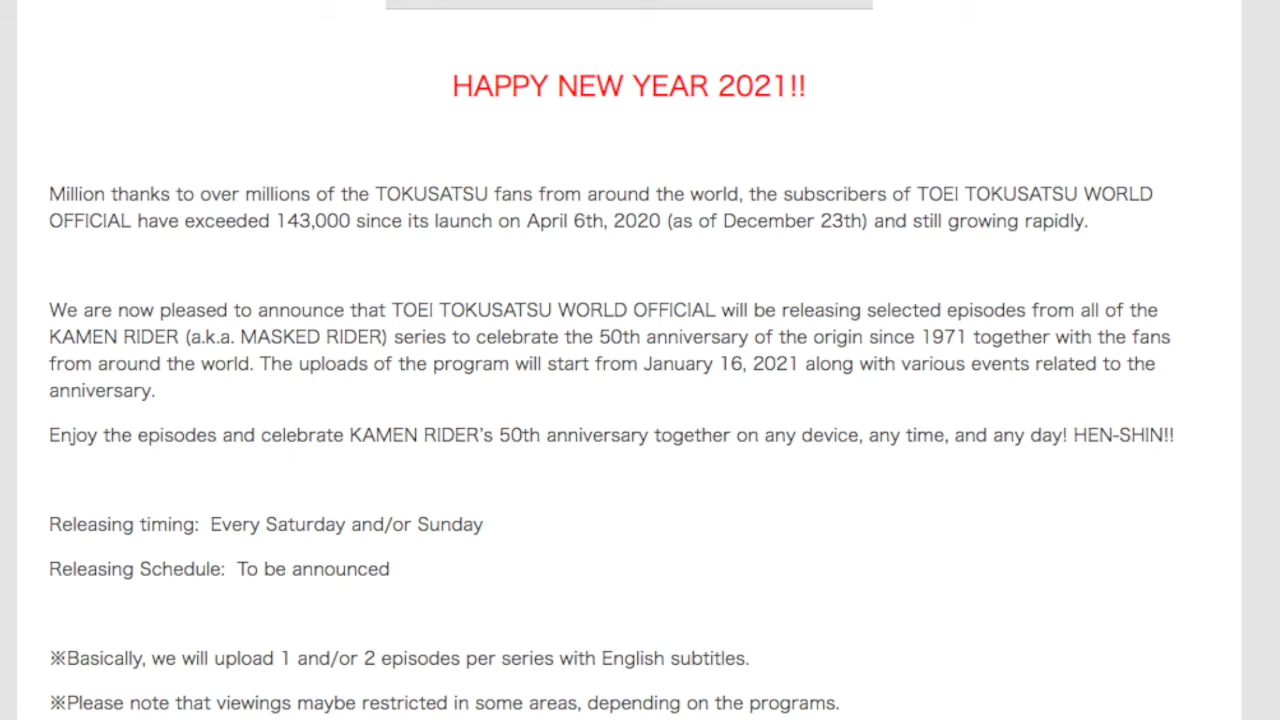 HAPPY NEW YEAR 2021!!
Million thanks to over millions of the TOKUSATSU fans from around the world, the subscribers of TOEI TOKUSATSU WORLD
OFFICIAL have exceeded 143,000 since its launch on April 6th, 2020 (as of December 23th) and still growing rapidly.
We are now pleased to announce that TOEI TOKUSATSU WORLD OFFICIAL will be releasing selected episodes from all of the
KAMEN RIDER (a.k.a. MASKED RIDER) series to celebrate the 50th anniversary of the origin since 1971 together with the fans
from around the world. The uploads of the program will start from January 16, 2021 along with various events related to the
anniversary.
Enjoy the episodes and celebrate KAMEN RIDER's 50th anniversary together on any device, any time, and any day! HEN-SHIN!!
Releasing timing:  Every Saturday and/or Sunday
Releasing Schedule:  To be announced
※Basically, we will upload 1 and/or 2 episodes per series with English subtitles.
※Please note that viewings maybe restricted in some areas, depending on the programs.